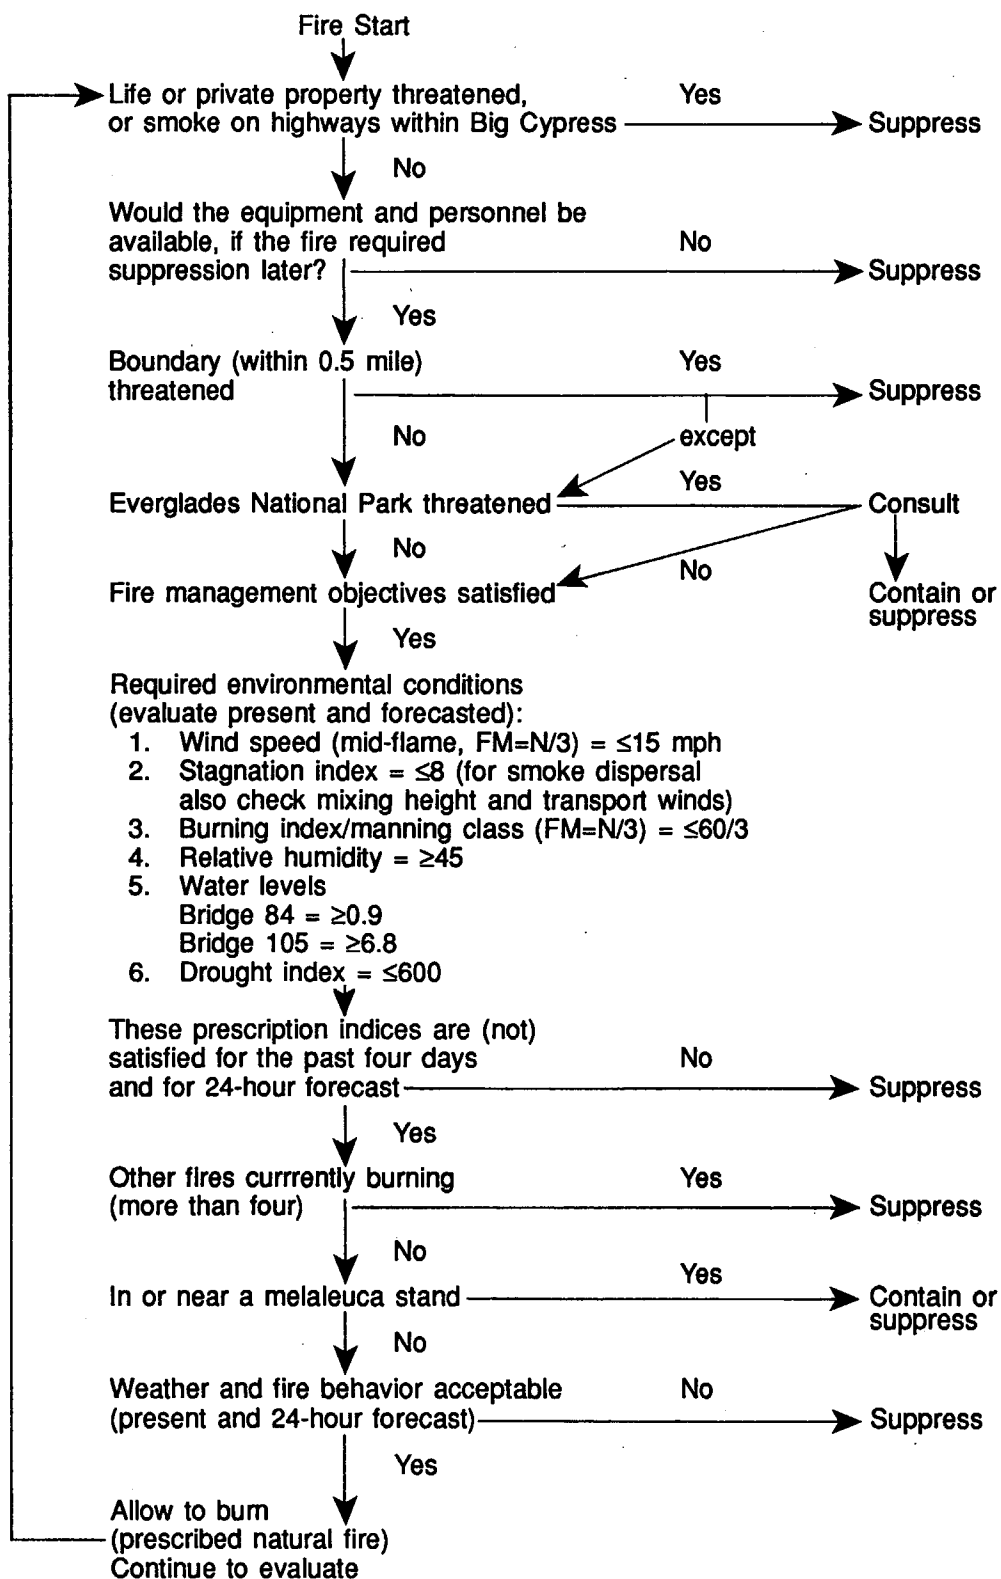 Fire Start
Life or private property threatened,
Yes
or smoke on highways within Big Cypress
Suppress
No
Would the equipment and personnel be
available, if the fire required
No
suppression later?
Suppress
Yes
Boundary (within 0.5 mile)
Yes
threatened
Suppress
No
except
Yes
Everglades National Park threatened
Consult
No
No
Fire management objectives satisfied
Contain or
suppress
Yes
Required environmental conditions
(evaluate present and forecasted):
1. Wind speed (mid-flame, FM=N/3) = ≤15 mph
2. Stagnation index = ≤8 (for smoke dispersal
also check mixing height and transport winds)
3. Burning index/manning class (FM=N/3) = ≤60/3
4. Relative humidity = ≥45
5. Water levels
Bridge 84 = ≥0.9
Bridge 105 = ≥6.8
6. Drought index = ≤600
These prescription indices are (not)
satisfied for the past four days
No
and for 24-hour forecast
Suppress
Yes
Other fires currrently burning
Yes
(more than four)
Suppress
No
Yes
In or near a melaleuca stand
Contain or
suppress
No
Weather and fire behavior acceptable
No
(present and 24-hour forecast)
Suppress
Yes
Allow to burn
(prescribed natural fire)
Continue to evaluate